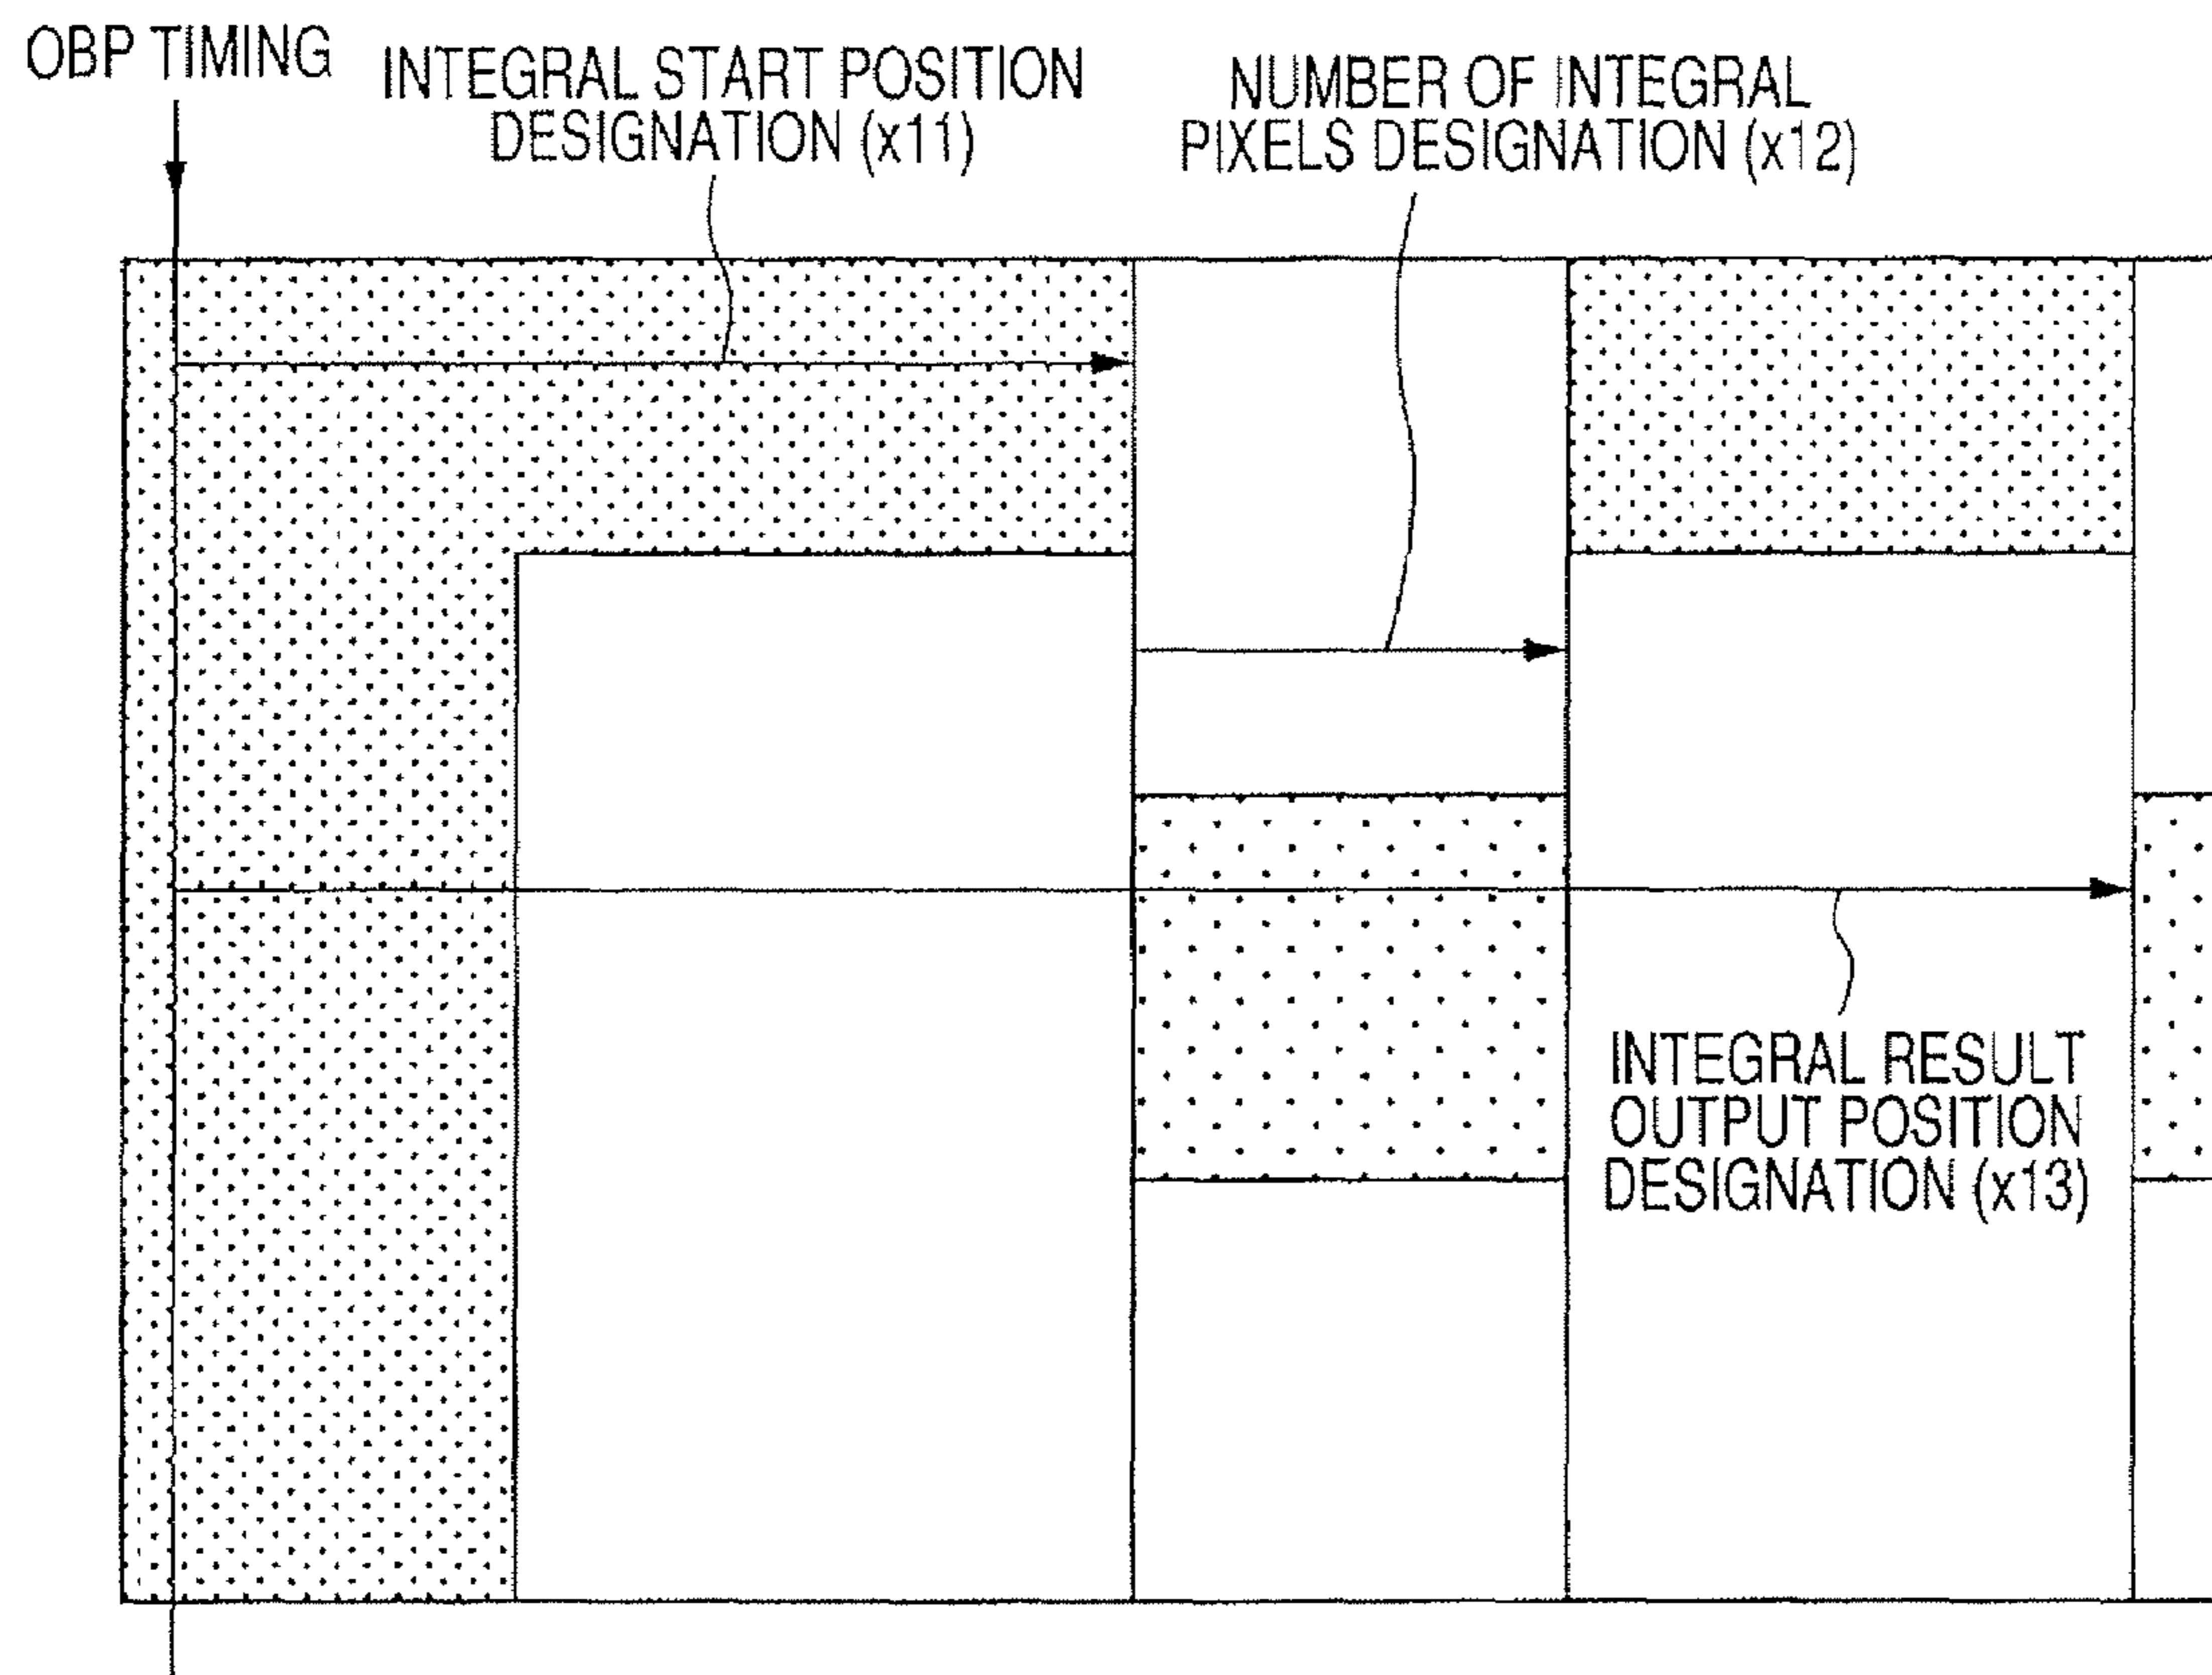 OBP TIMING
INTEGRAL START POSITION
DESIGNATION (x11)
NUMBER OF INTEGRAL
PIXELS DESIGNATION (x12)
INTEGRAL RESULT
OUTPUT POSITION
DESIGNATION (x13)